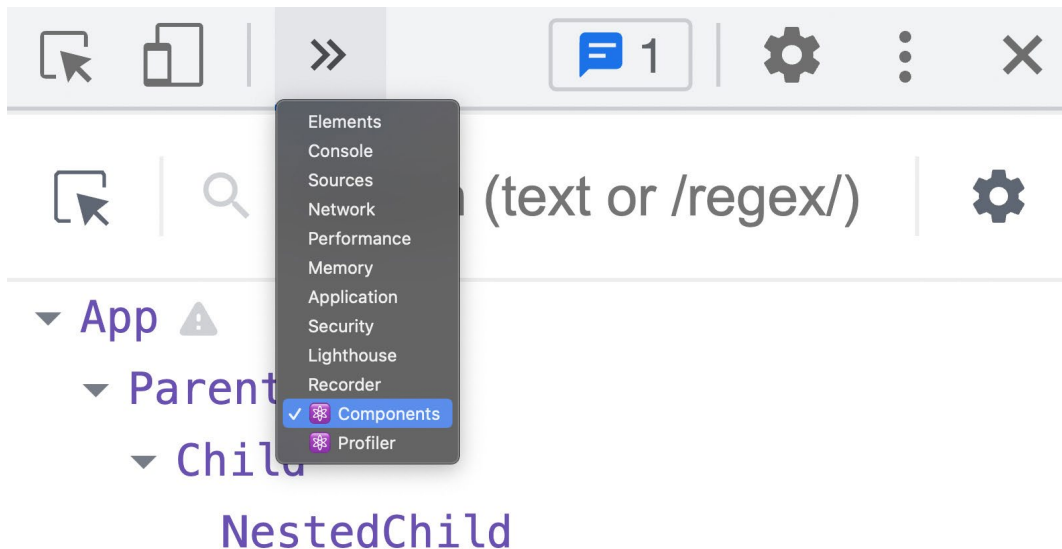 1
(text or /regex/)
Elements
Console
Sources
Network
Performance
Memory
Application
Security
Lighthouse
Recorder
Components
Profiler
App
Parent
Child
NestedChild